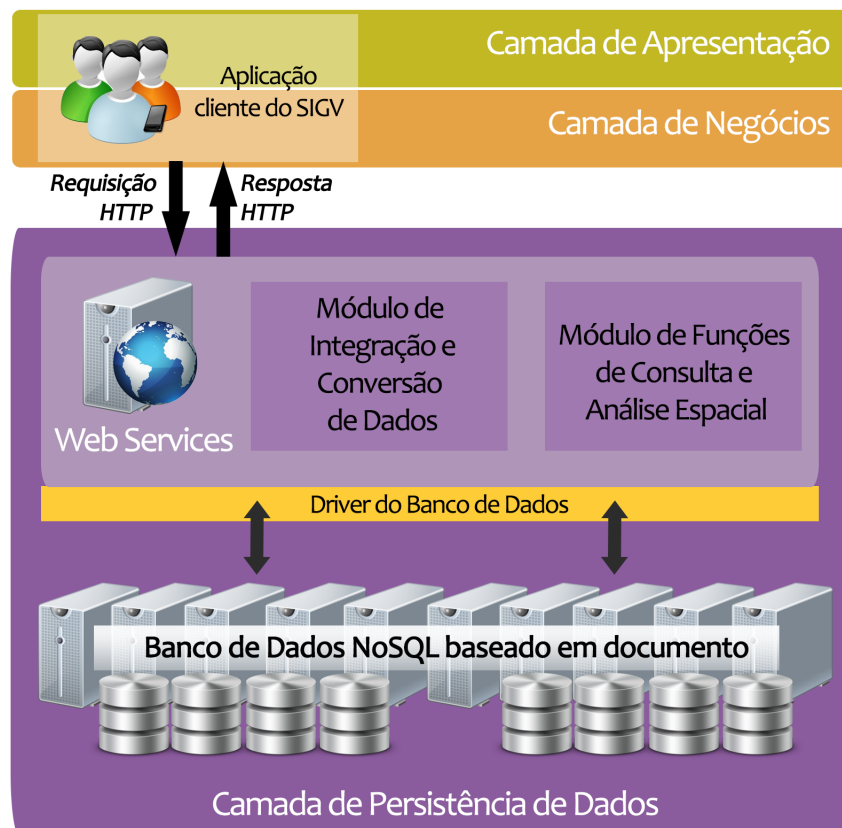 Camada de Apresentação
Aplicação
cliente do SIGV
Camada de Negócios
Requisição
HTTP
Resposta
HTTP
Web Services
Módulo de
Integração e
Conversão
de Dados
Módulo de Funções
de Consulta e
Análise Espacial
Driver do Banco de Dados
Banco de Dados NoSQL baseado em documento
Camada de Persistência de Dados